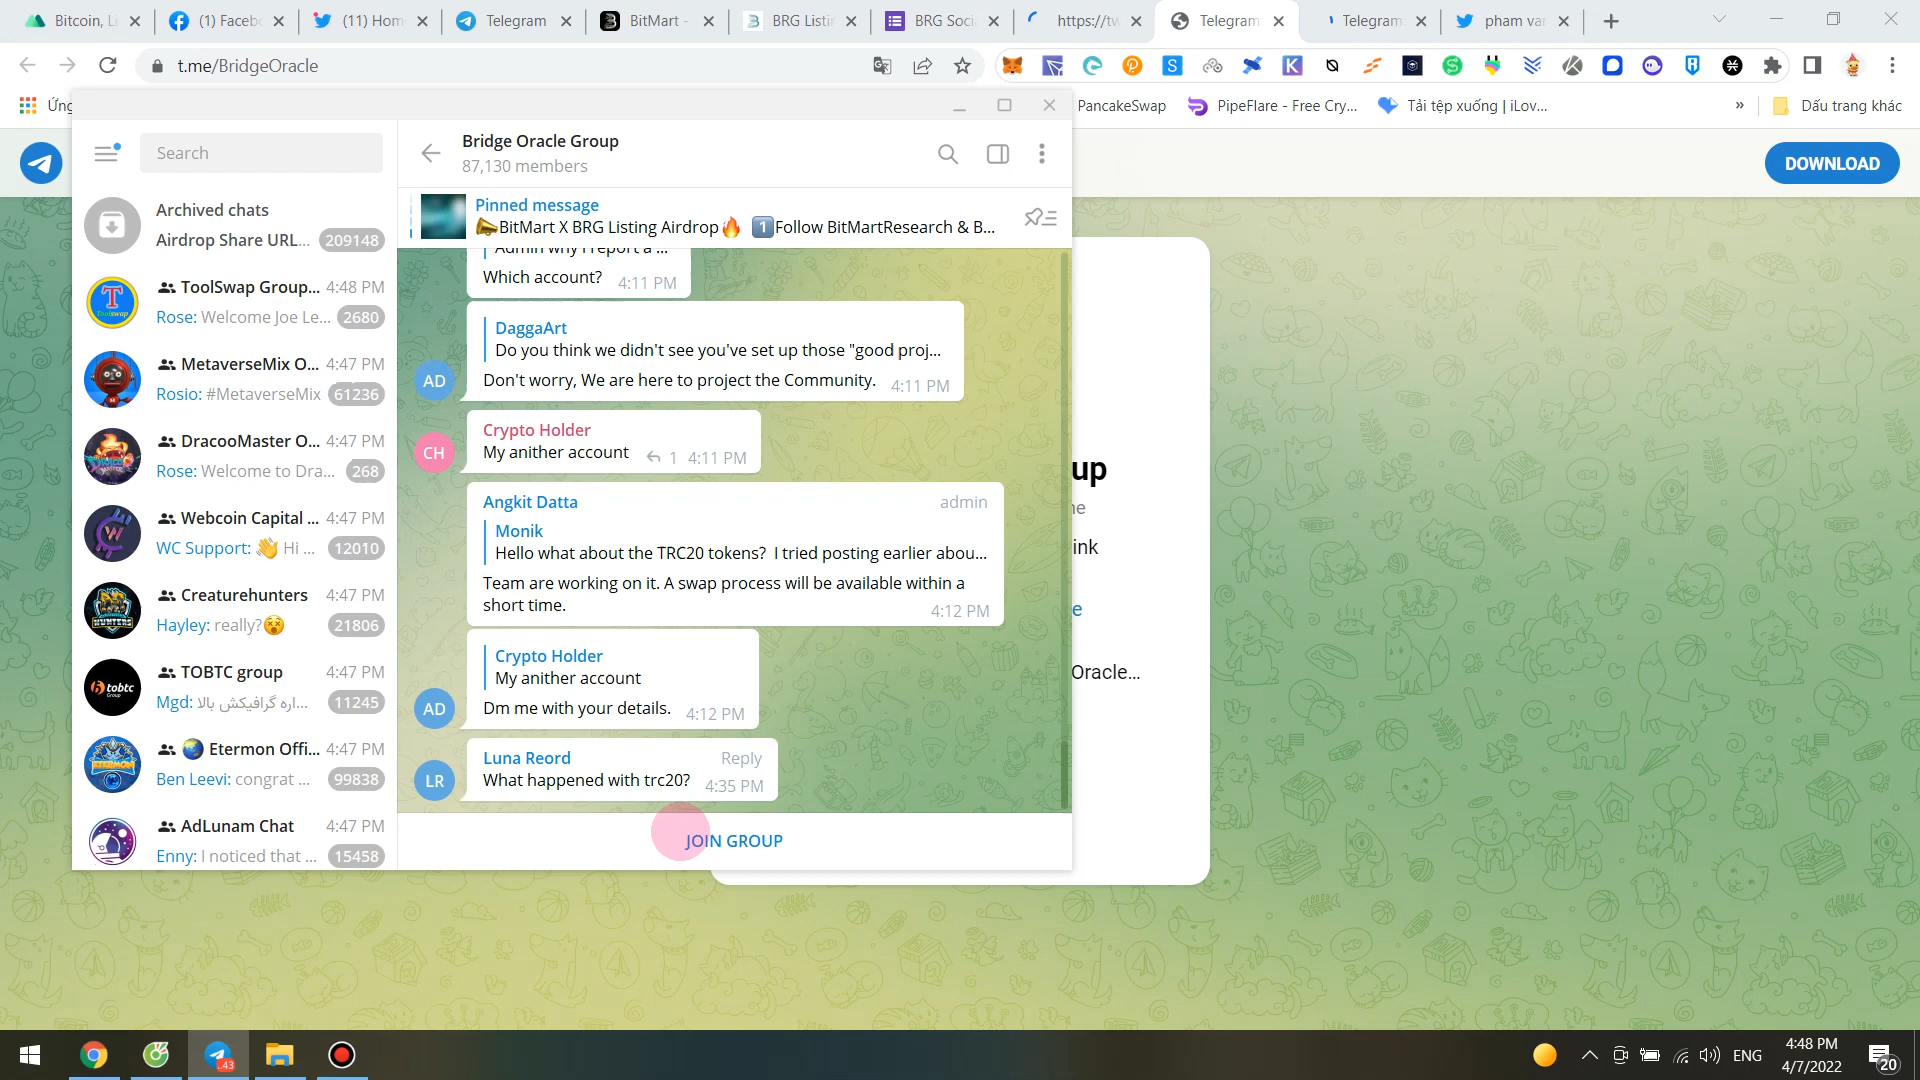 Bitcoin, Li
(1) Facebo
(11) Hom
Telegram
BitMart -
BRG Listin
BRG Socia
https://tw
Telegram
Telegram
pham var
t.me/BridgeOracle
Ứng
PancakeSwap
PipeFlare - Free Cry...
Tải tệp xuống | iLov...
»
Dấu trang khác
DOWNLOAD
Search
Archived chats
Airdrop Share URL... 209148
ToolSwap Group... 4:48 PM
Rose: Welcome Joe Le... 2680
MetaverseMix O... 4:47 PM
Rosio: #MetaverseMix 61236
DracooMaster O... 4:47 PM
Rose: Welcome to Dra... 268
Webcoin Capital ... 4:47 PM
WC Support: 👋 Hi ... 12010
Creaturehunters 4:47 PM
Hayley: really?😵 21806
TOBTC group 4:47 PM
Mgd: اره گرافیکش بالا... 11245
🌏 Etermon Offi... 4:47 PM
Ben Leevi: congrat ... 99838
AdLunam Chat 4:47 PM
Enny: I noticed that ... 15458
Bridge Oracle Group
87,130 members
Pinned message
📣BitMart X BRG Listing Airdrop🔥 1️⃣Follow BitMartResearch & B...
Admin why i report a ...
Which account? 4:11 PM
DaggaArt
Do you think we didn't see you've set up those "good proj...
Don't worry, We are here to project the Community. 4:11 PM
AD
Crypto Holder
My anither account 1 4:11 PM
CH
Angkit Datta admin
Monik
Hello what about the TRC20 tokens? I tried posting earlier abou...
Team are working on it. A swap process will be available within a
short time. 4:12 PM
Crypto Holder
My anither account
Dm me with your details. 4:12 PM
AD
Luna Reord Reply
What happened with trc20? 4:35 PM
LR
JOIN GROUP
up
ne
ink
e
Oracle...
.43
ENG
4:48 PM
4/7/2022
20